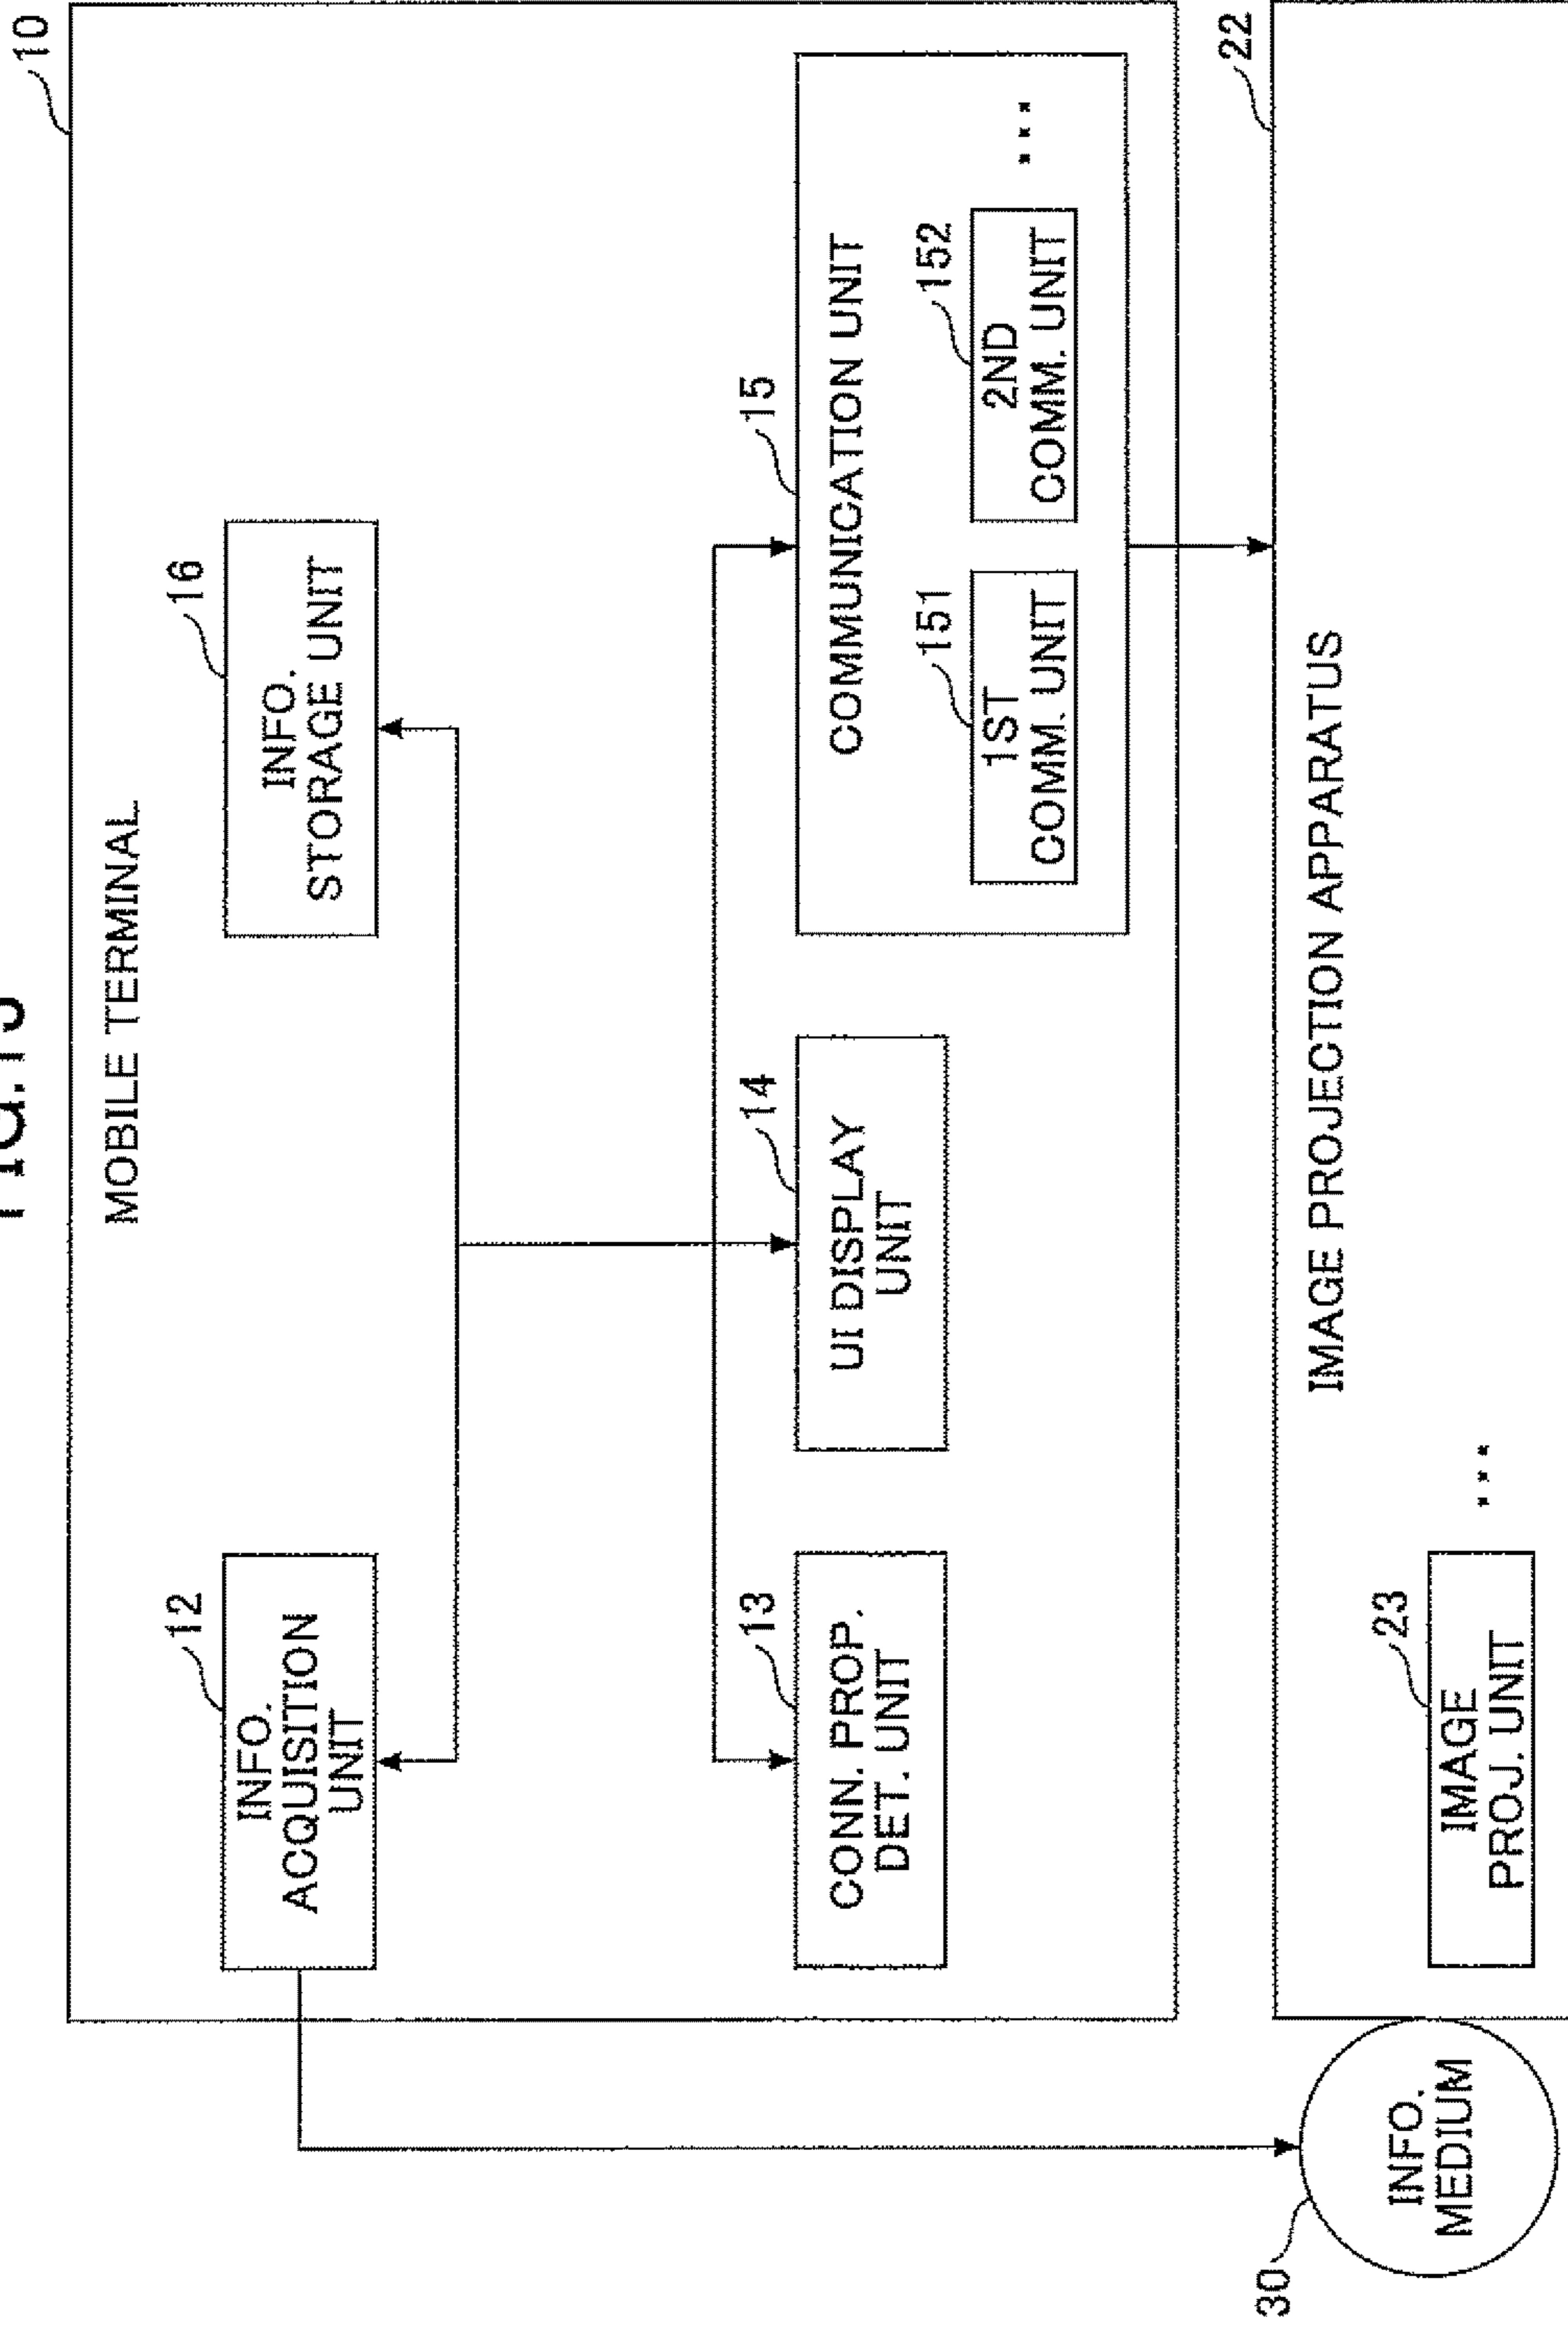 10
MOBILE TERMINAL
12
INFO.
ACQUISITION
UNIT
16
INFO.
STORAGE UNIT
13
CONN. PROP.
DET. UNIT
14
UI DISPLAY
UNIT
15
COMMUNICATION UNIT
151
1ST
COMM. UNIT
152
2ND
COMM. UNIT
...
22
IMAGE PROJECTION APPARATUS
23
IMAGE
PROJ. UNIT
...
30
INFO.
MEDIUM